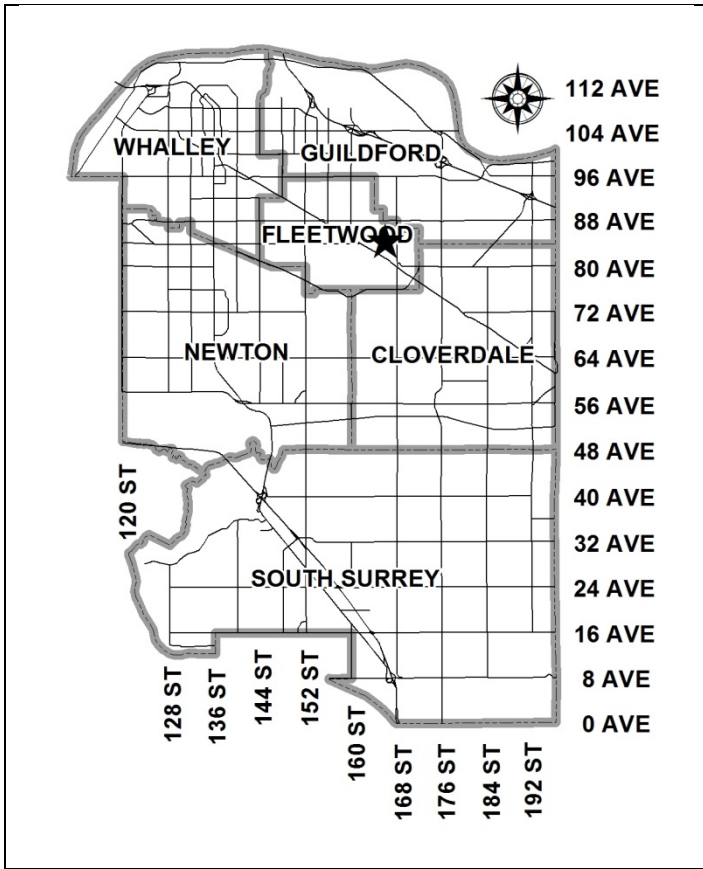 112 AVE
104 AVE
WHALLEY
GUILDFORD
96 AVE
88 AVE
FLEETWOOD
80 AVE
72 AVE
NEWTON
CLOVERDALE
64 AVE
56 AVE
48 AVE
120 ST
40 AVE
32 AVE
SOUTH SURREY
24 AVE
16 AVE
8 AVE
0 AVE
128 ST
136 ST
144 ST
152 ST
160 ST
168 ST
176 ST
184 ST
192 ST